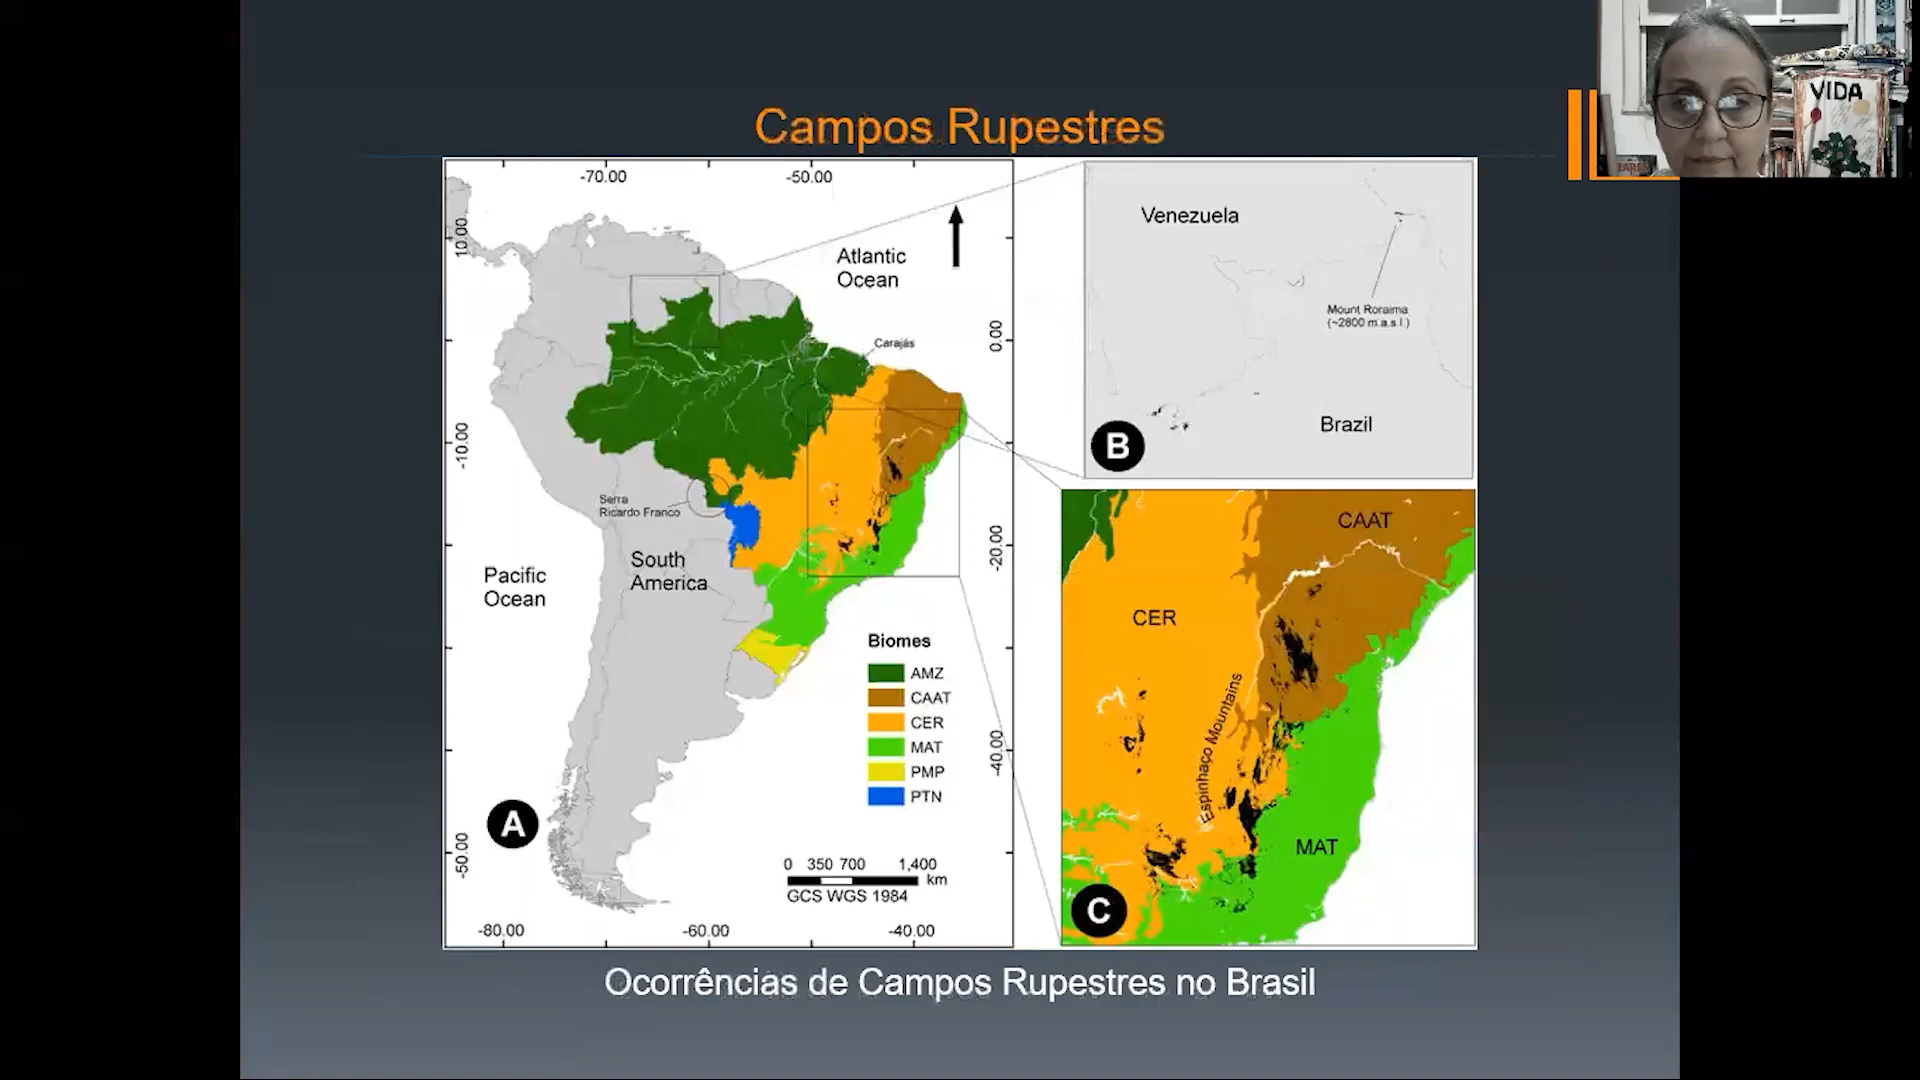 VIDA
Campos Rupestres
-70.00
-50.00
10.00
Atlantic
Ocean
0.00
Carajás
-10.00
Serra
Ricardo Franco
-20.00
South
America
Pacific
Ocean
Biomes
AMZ
CAAT
CER
MAT
PMP
PTN
-40.00
A
-50.00
0 350 700 1,400
km
GCS WGS 1984
-80.00
-60.00
-40.00
Venezuela
Mount Roraima
(~2800 m.a.s.l.)
Brazil
B
CAAT
CER
Espinhaço Mountains
MAT
C
Ocorrências de Campos Rupestres no Brasil